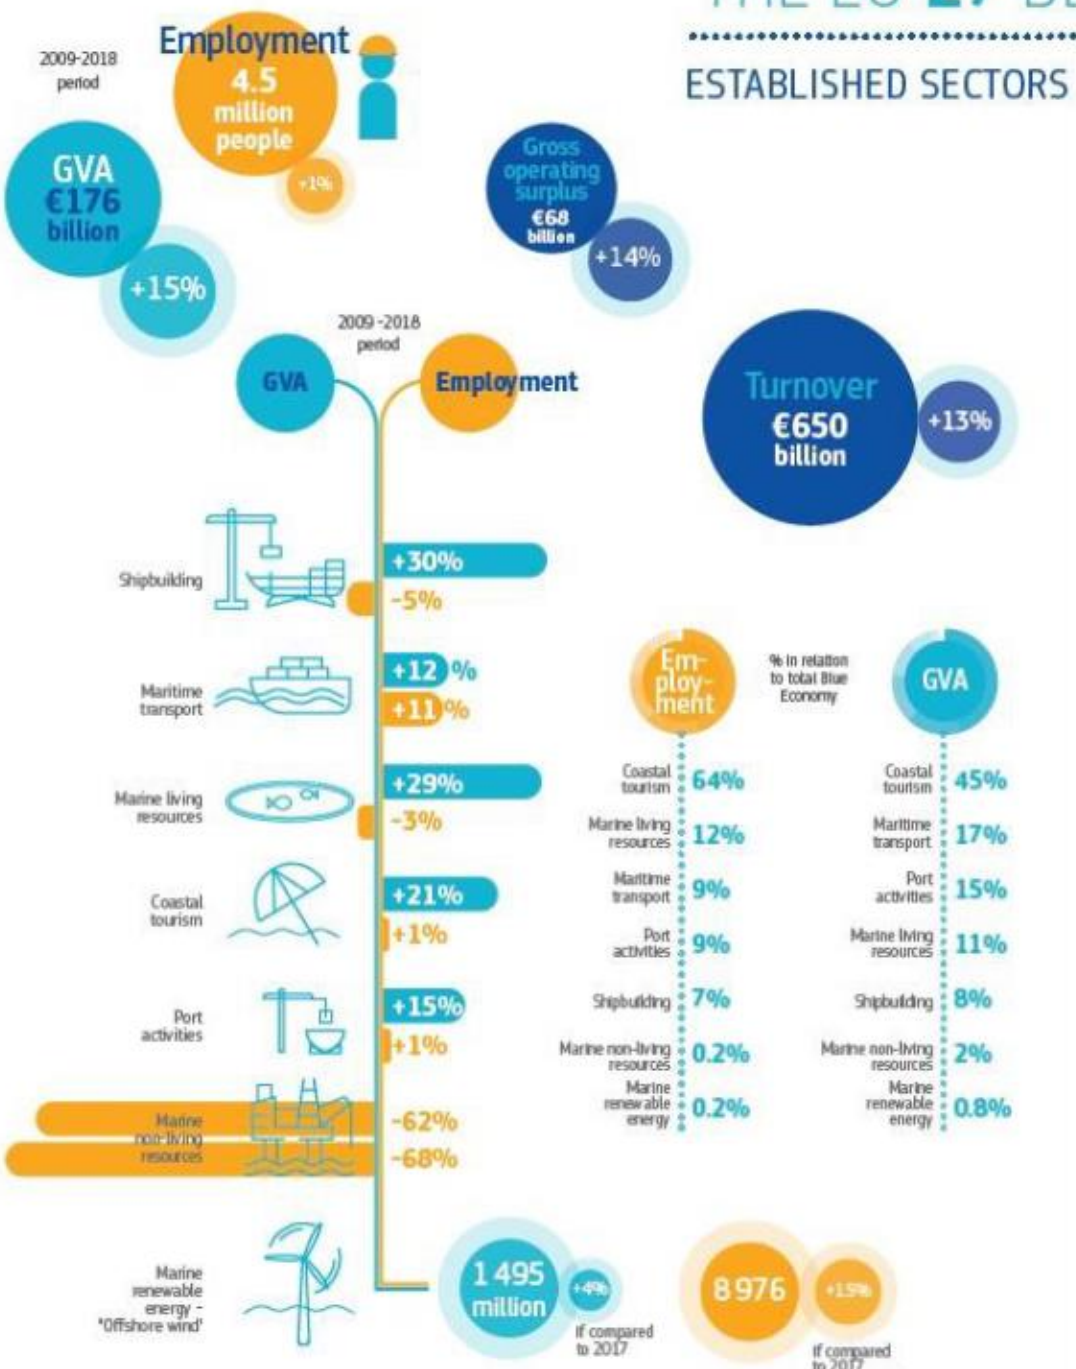 THE EU 27
ESTABLISHED SECTORS
2009-2018
period
Employment
4.5
million
people
+1%
GVA
€176
billion
+15%
Gross
operating
surplus
€68
billion
+14%
Turnover
€650
billion
+13%
2009 -2018
period
GVA
Employment
Shipbuilding
+30%
-5%
Maritime
transport
+12 %
+11 %
Marine living
resources
+29%
-3%
Coastal
tourism
+21%
+1%
Port
activities
+15%
+1%
Marine
non-living
resources
-62%
-68%
Marine
renewable
energy -
"Offshore wind'
1 495
million
+4%
If compared
to 2017
8 976
+15%
If compared
to 2017
Em-
ploy-
ment
% in relation
to total Blue
Economy
GVA
Coastal
tourism
64%
Marine living
resources
12%
Maritime
transport
9%
Port
activities
9%
Shipbuilding
7%
Marine non-living
resources
0.2%
Marine
renewable
energy
0.2%
Coastal
tourism
45%
Maritime
transport
17%
Port
activities
15%
Marine living
resources
11%
Shipbuilding
8%
Marine non-living
resources
2%
Marine
renewable
energy
0.8%